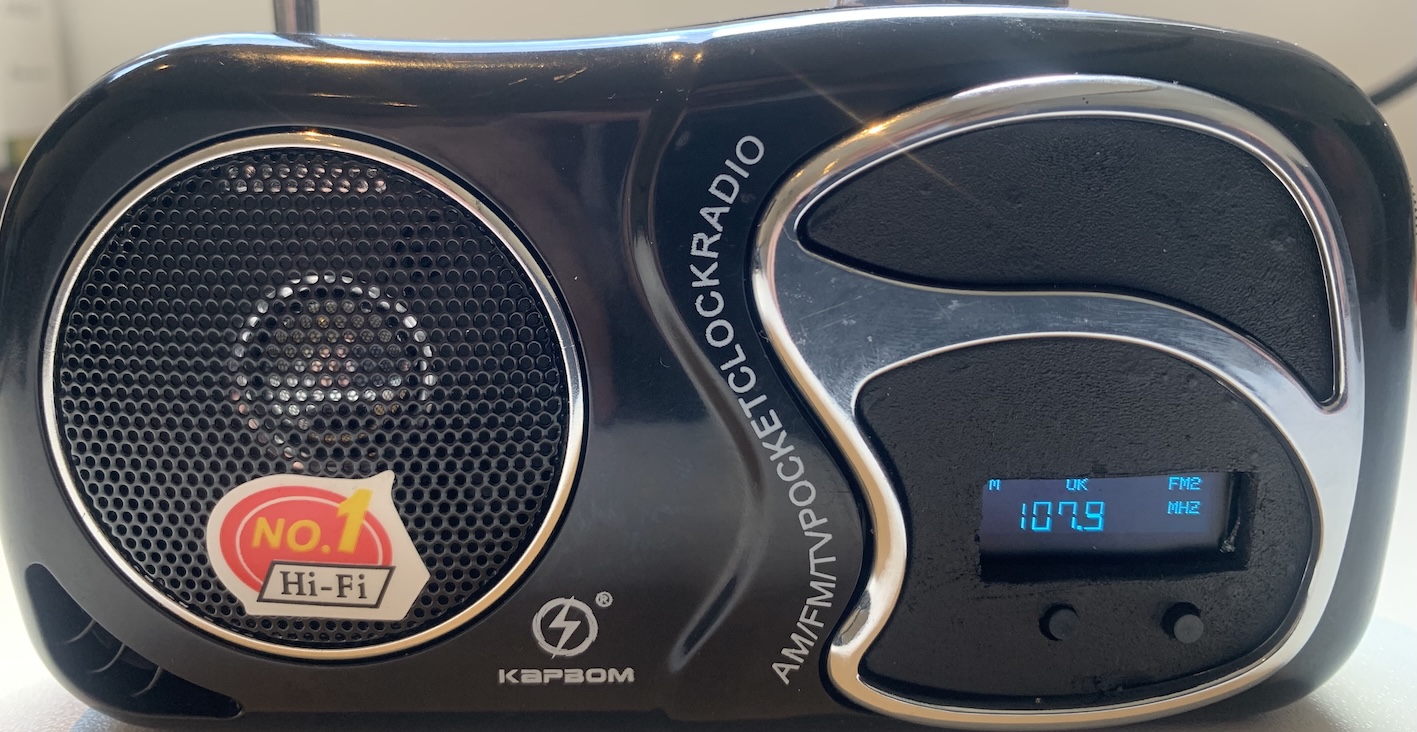 NO.1
Hi-Fi
®
KAPBOM
AM/FM/TVPOCKETCLOCKRADIO
M UK FM2
107.9 MHZ